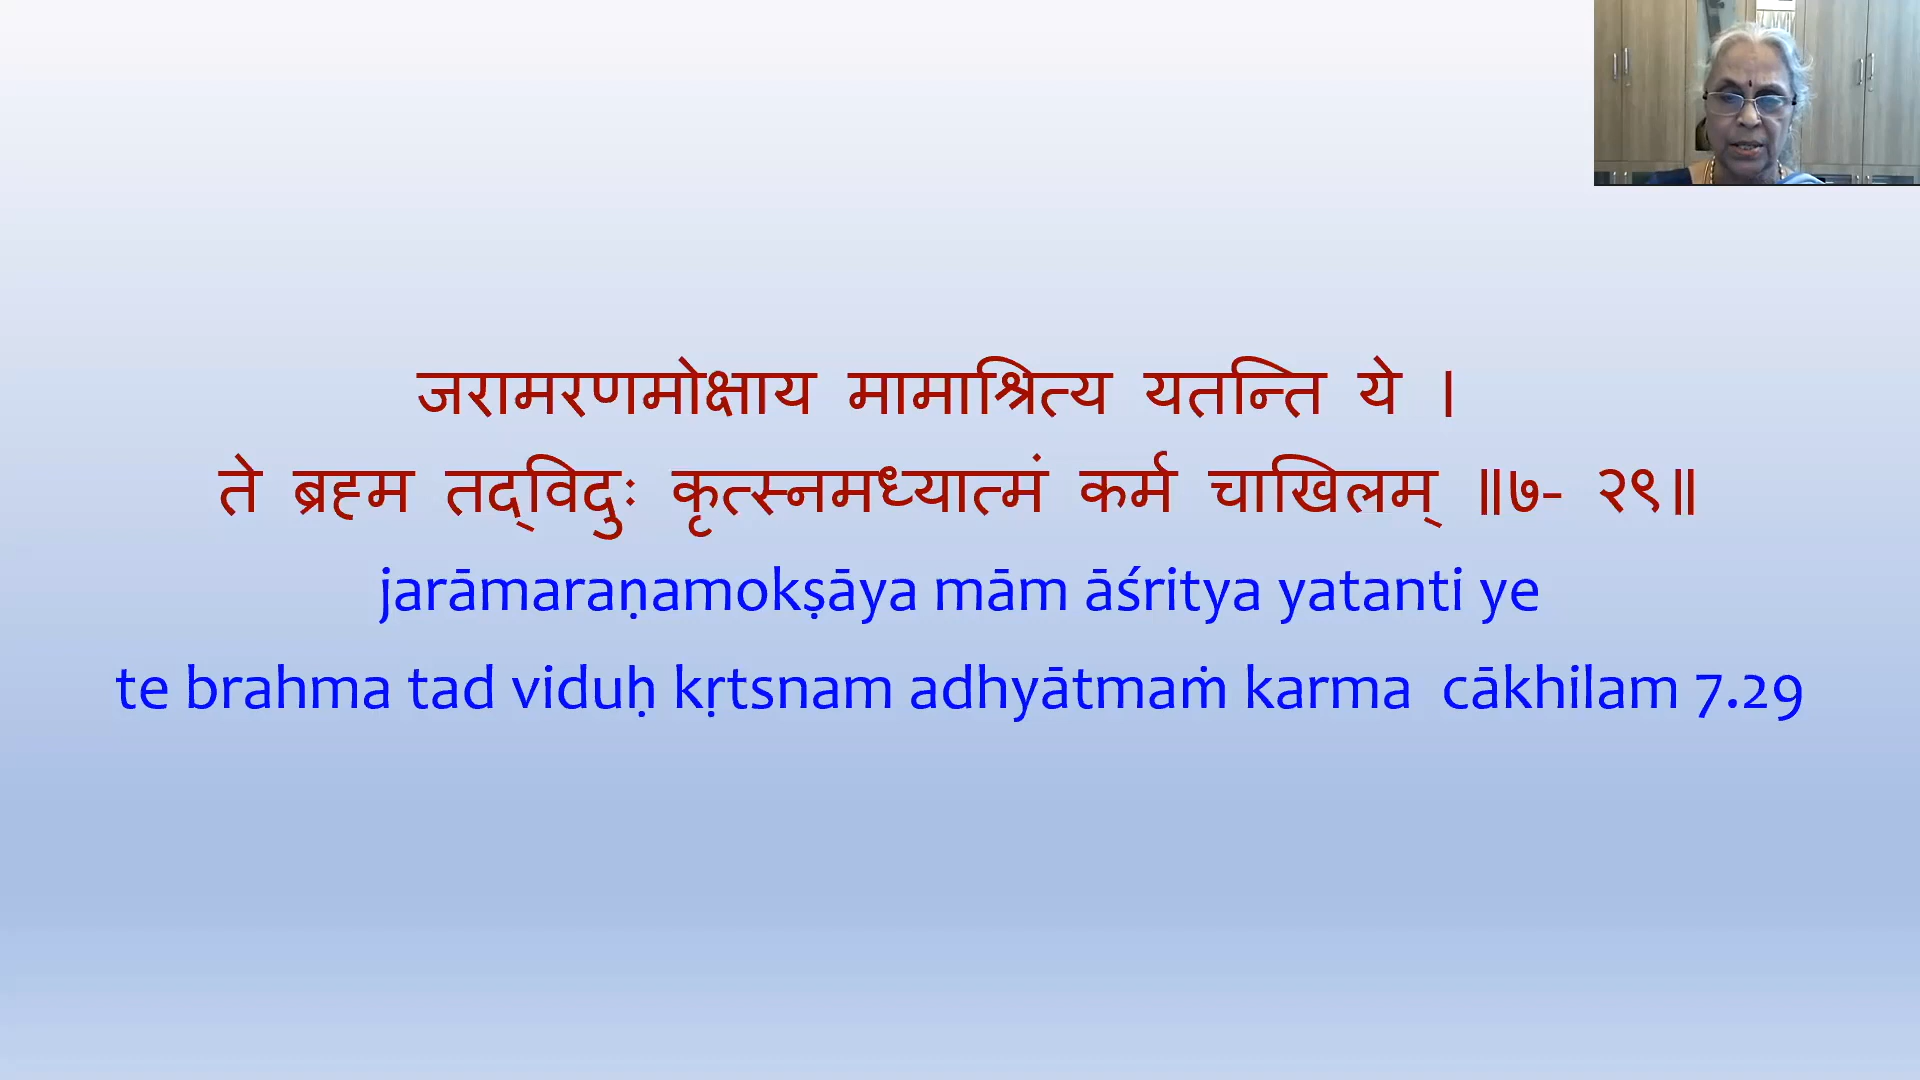 जरामरणमोक्षाय मामाश्रित्य यतन्ति ये ।
ते ब्रह्म तद्विदुः कृत्स्नमध्यात्मं कर्म चाखिलम् ॥७- २९॥
jarāmaraṇamokṣāya mām āśritya yatanti ye
te brahma tad viduḥ kṛtsnam adhyātmaṁ karma cākhilam 7.29